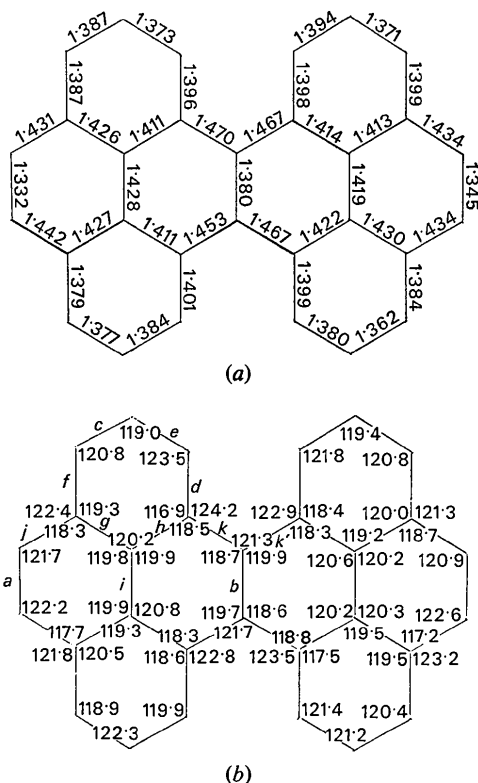 1·387 1·373 1·394 1·371
1·387 1·396 1·398 1·399
1·431 1·426 1·411 1·470 1·467 1·414 1·413 1·434
1·332 1·428 1·380 1·419 1·345
1·442 1·427 1·411 1·453 1·467 1·422 1·430 1·434
1·379 1·401 1·399 1·384
1·377 1·384 1·380 1·362
(a)
c 119·0 e 119·4
120·8 123·5 121·8 120·8
f d
122·4 119·3 116·9 124·2 122·9 118·4 120·0 121·3
j 118·3 g h 118·5 k 121·3 k' 118·3 118·7
121·7 120·2 119·2 120·9
119·8 119·9 118·7 119·9 120·6 120·2
a i b
122·2 119·9 120·8 119·7 118·6 120·2 120·3 122·6
117·7 119·3 118·3 121·7 118·8 119·5 117·2
121·8 120·5 118·6 122·8 123·5 117·5 119·5 123·2
118·9 119·9 121·4 120·4
122·3 121·2
(b)